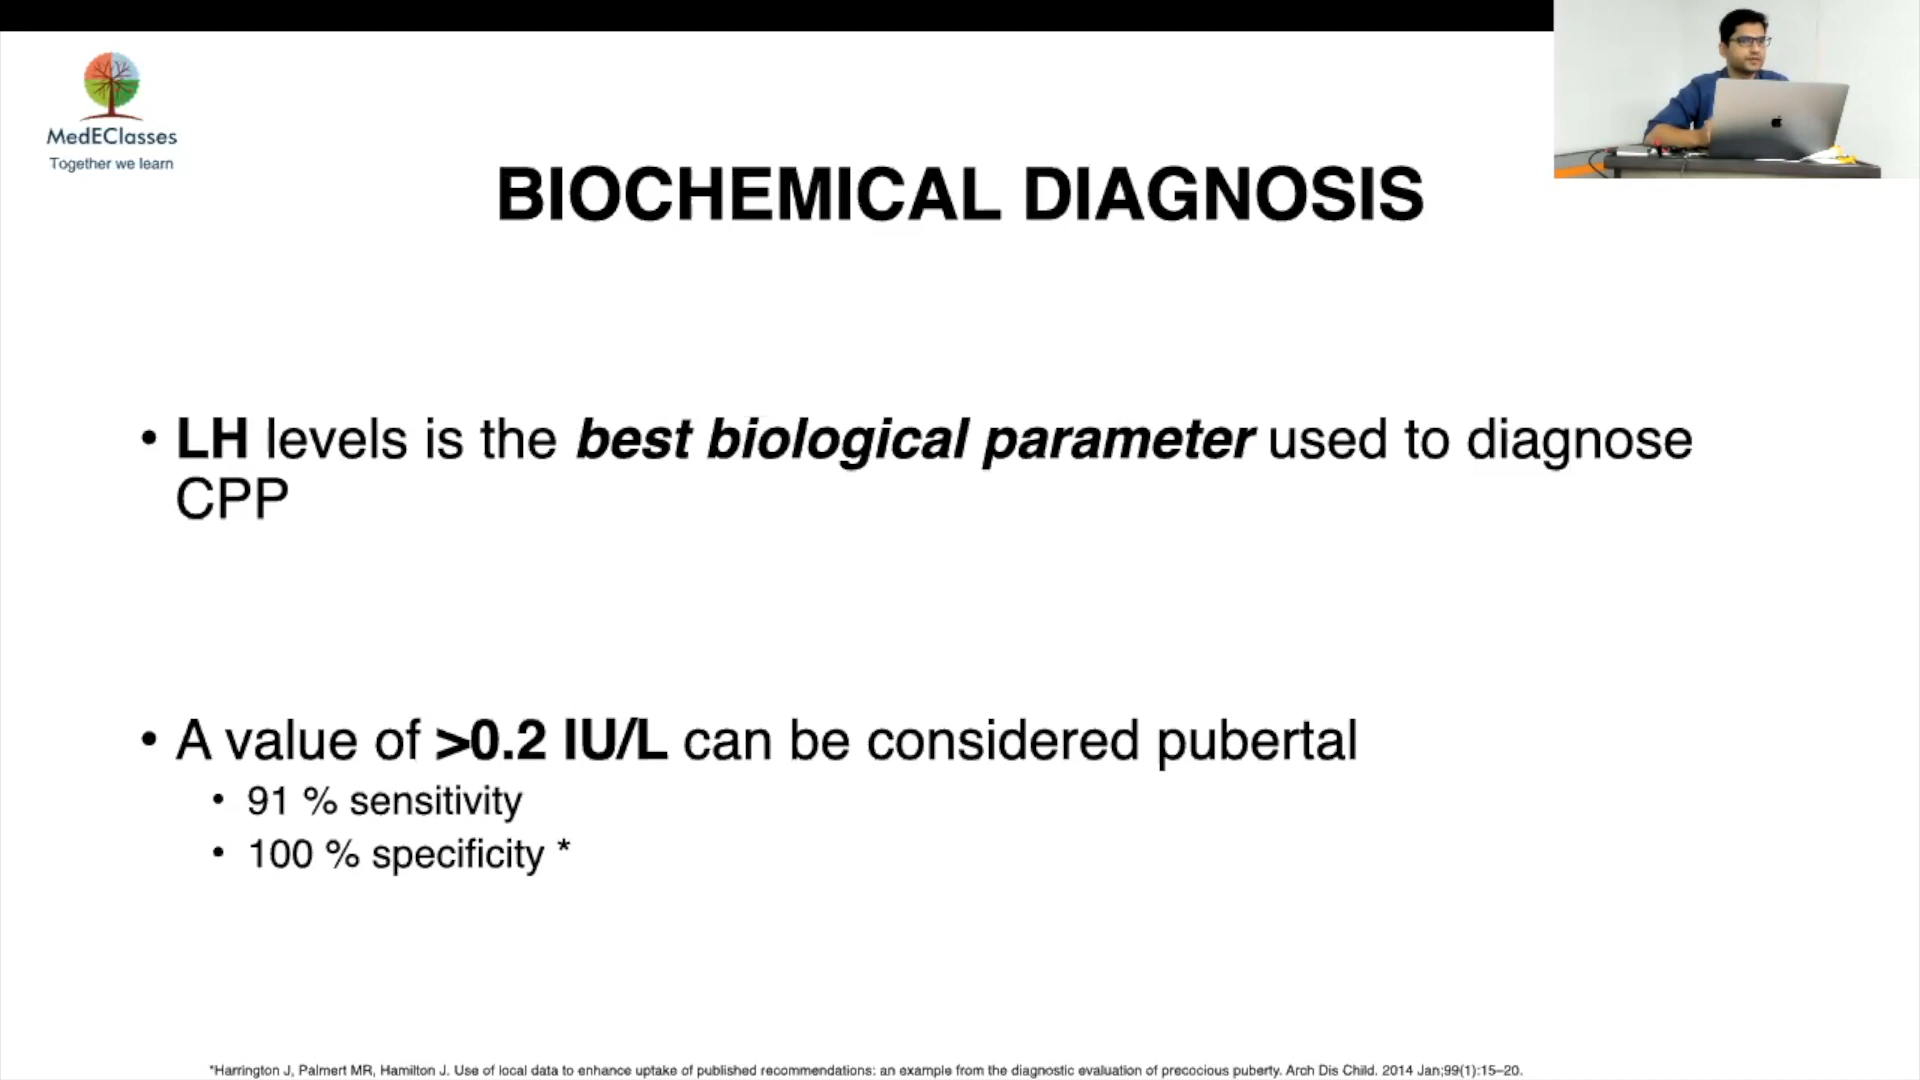 MedEClasses
Together we learn
BIOCHEMICAL DIAGNOSIS
• LH levels is the best biological parameter used to diagnose
CPP
• A value of >0.2 IU/L can be considered pubertal
• 91 % sensitivity
• 100 % specificity *
*Harrington J, Palmert MR, Hamilton J. Use of local data to enhance uptake of published recommendations: an example from the diagnostic evaluation of precocious puberty. Arch Dis Child. 2014 Jan;99(1):15–20.